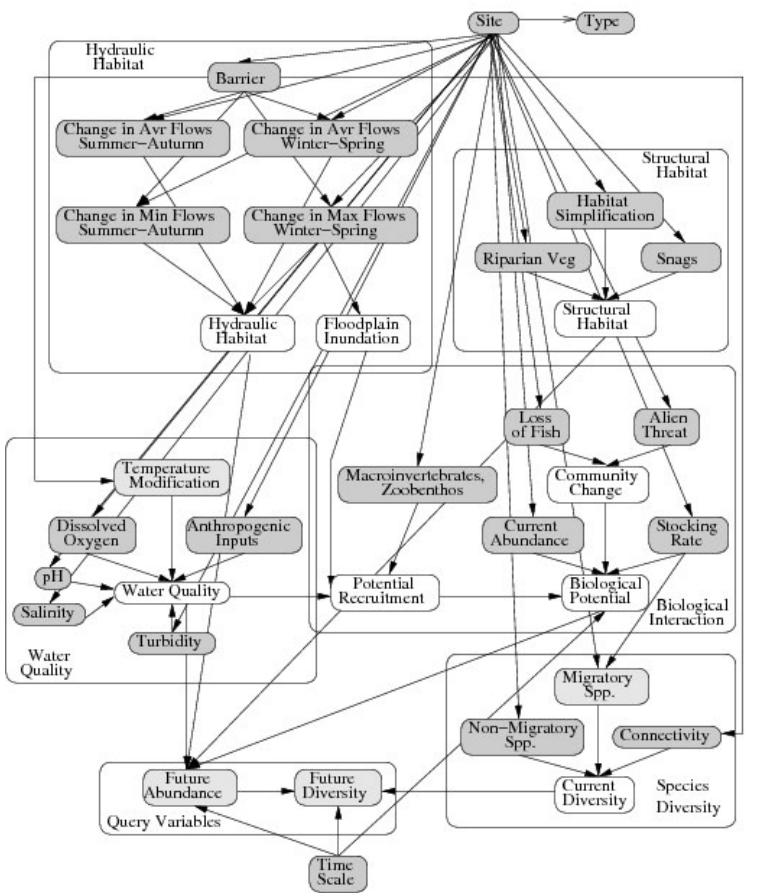 Site
Type
Hydraulic
Habitat
Barrier
Change in Avr Flows
Summer−Autumn
Change in Avr Flows
Winter−Spring
Structural
Habitat
Habitat
Simplification
Change in Min Flows
Summer−Autumn
Change in Max Flows
Winter−Spring
Riparian Veg
Snags
Hydraulic
Habitat
Floodplain
Inundation
Structural
Habitat
Loss
of Fish
Alien
Threat
Temperature
Modification
Macroinvertebrates,
Zoobenthos
Community
Change
Dissolved
Oxygen
Anthropogenic
Inputs
Current
Abundance
Stocking
Rate
pH
Water Quality
Potential
Recruitment
Biological
Potential
Salinity
Biological
Interaction
Turbidity
Water
Quality
Migratory
Spp.
Non−Migratory
Spp.
Connectivity
Future
Abundance
Future
Diversity
Current
Diversity
Species
Diversity
Query Variables
Time
Scale